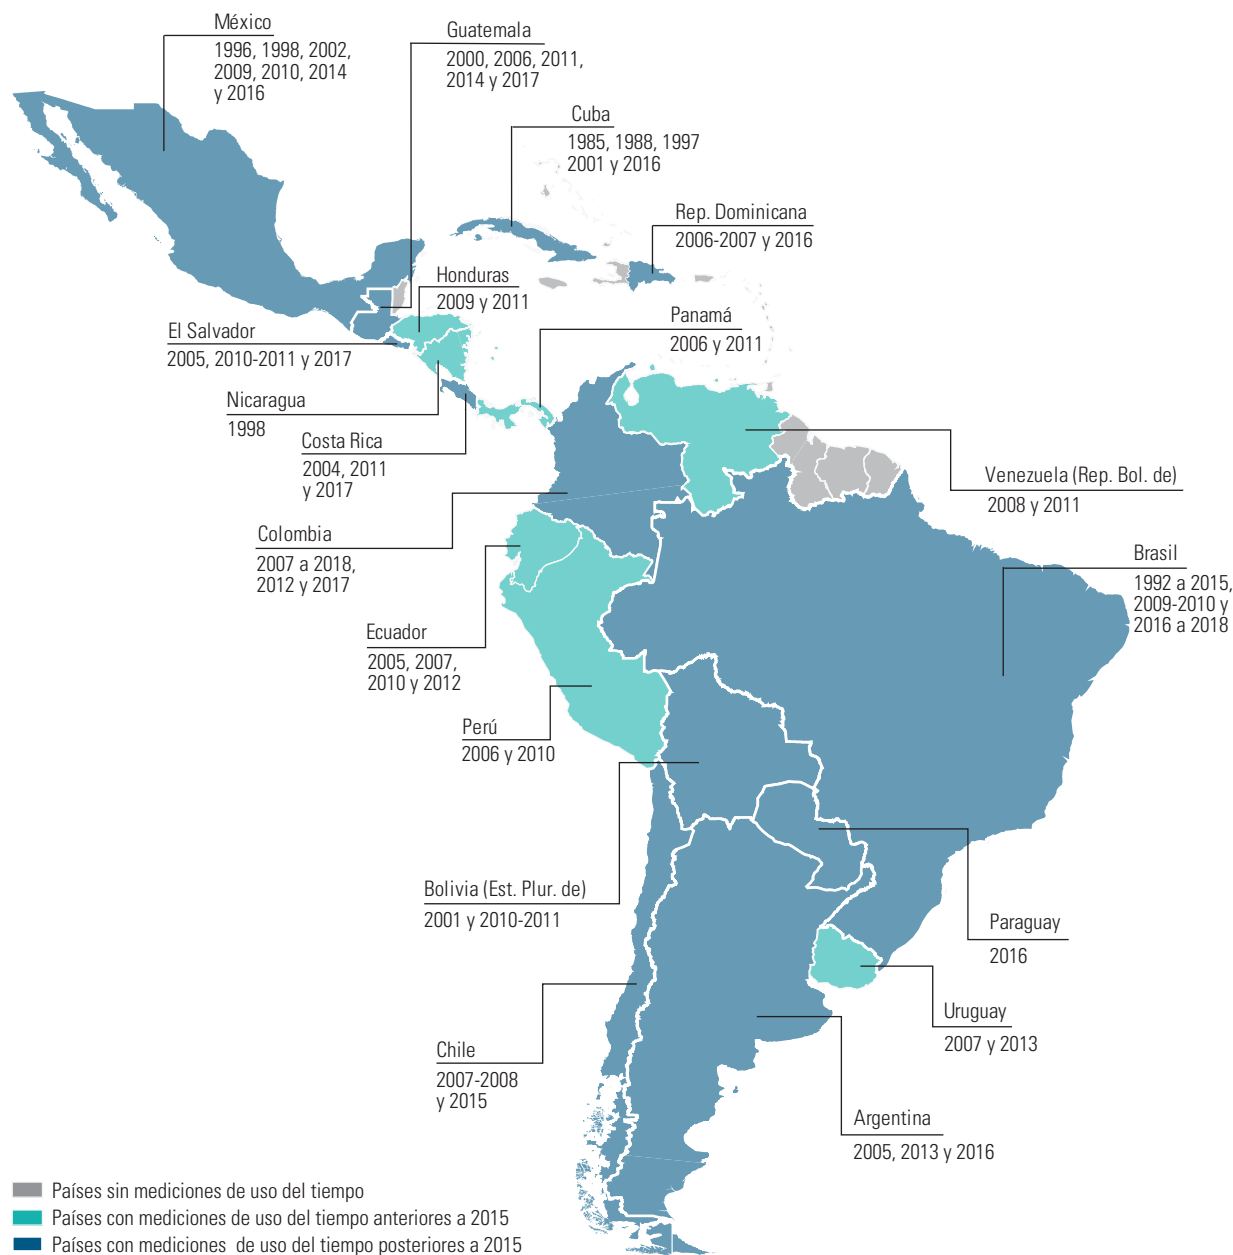 México
1996, 1998, 2002,
2009, 2010, 2014
y 2016
Guatemala
2000, 2006, 2011,
2014 y 2017
Cuba
1985, 1988, 1997
2001 y 2016
Rep. Dominicana
2006-2007 y 2016
Honduras
2009 y 2011
Panamá
2006 y 2011
El Salvador
2005, 2010-2011 y 2017
Nicaragua
1998
Costa Rica
2004, 2011
y 2017
Venezuela (Rep. Bol. de)
2008 y 2011
Colombia
2007 a 2018,
2012 y 2017
Brasil
1992 a 2015,
2009-2010 y
2016 a 2018
Ecuador
2005, 2007,
2010 y 2012
Perú
2006 y 2010
Bolivia (Est. Plur. de)
2001 y 2010-2011
Paraguay
2016
Uruguay
2007 y 2013
Chile
2007-2008
y 2015
Argentina
2005, 2013 y 2016
Países sin mediciones de uso del tiempo
Países con mediciones de uso del tiempo anteriores a 2015
Países con mediciones de uso del tiempo posteriores a 2015